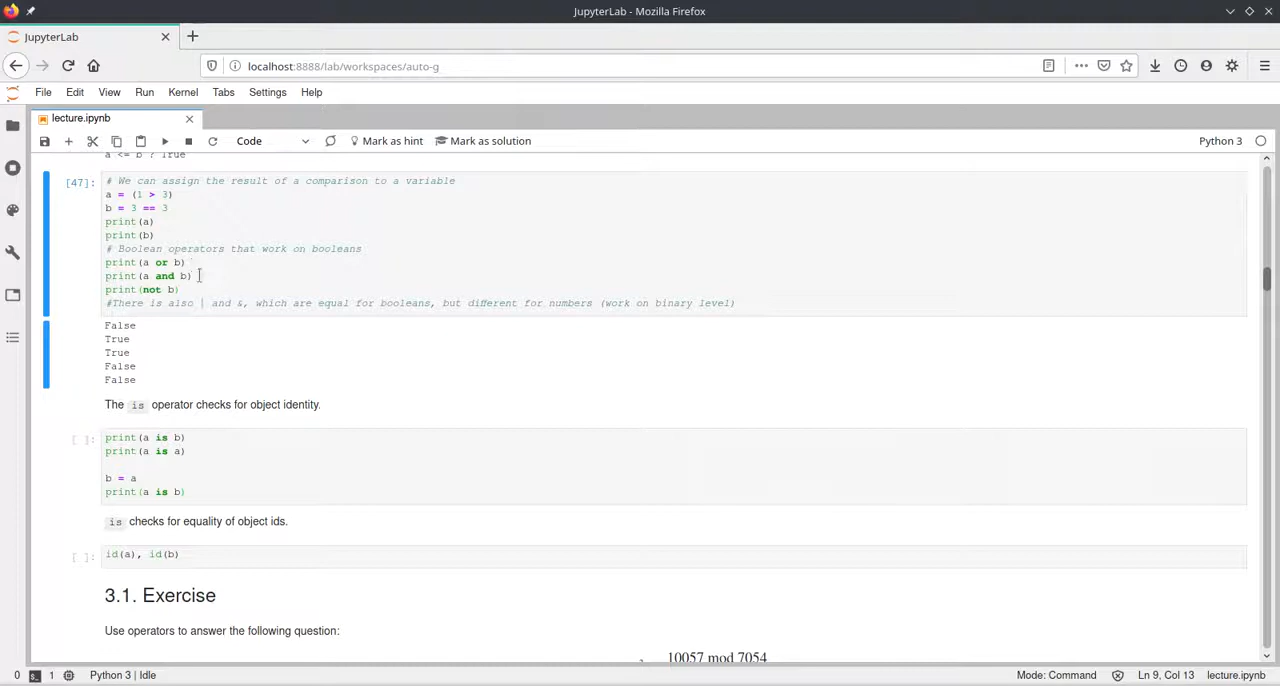 JupyterLab - Mozilla Firefox
JupyterLab
localhost:8888/lab/workspaces/auto-g
File Edit View Run Kernel Tabs Settings Help
lecture.ipynb
Code Mark as hint Mark as solution Python 3
a <= b ? True
[47]:
# We can assign the result of a comparison to a variable
a = (1 > 3)
b = 3 == 3
print(a)
print(b)
# Boolean operators that work on booleans
print(a or b)
print(a and b)
print(not b)
#There is also | and &, which are equal for booleans, but different for numbers (work on binary level)
False
True
True
False
False
The is operator checks for object identity.
[ ]:
print(a is b)
print(a is a)
b = a
print(a is b)
is checks for equality of object ids.
[ ]:
id(a), id(b)
3.1. Exercise
Use operators to answer the following question:
10057 mod 7054
0 1 Python 3 | Idle Mode: Command Ln 9, Col 13 lecture.ipynb